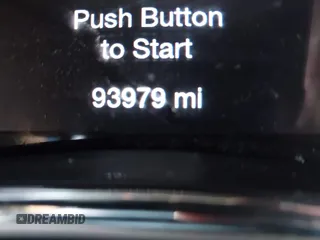 Push Button
to Start
93979 mi
DREAMBID